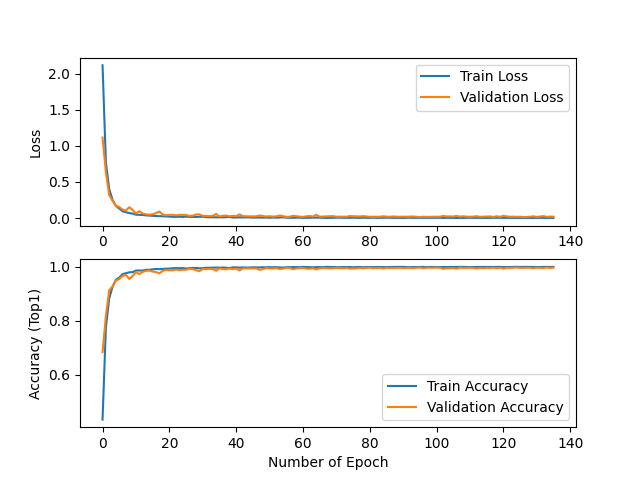 2.0
1.5
1.0
0.5
0.0
Loss
Train Loss
Validation Loss
0 20 40 60 80 100 120 140
1.0
0.8
0.6
Accuracy (Top1)
Train Accuracy
Validation Accuracy
0 20 40 60 80 100 120 140
Number of Epoch